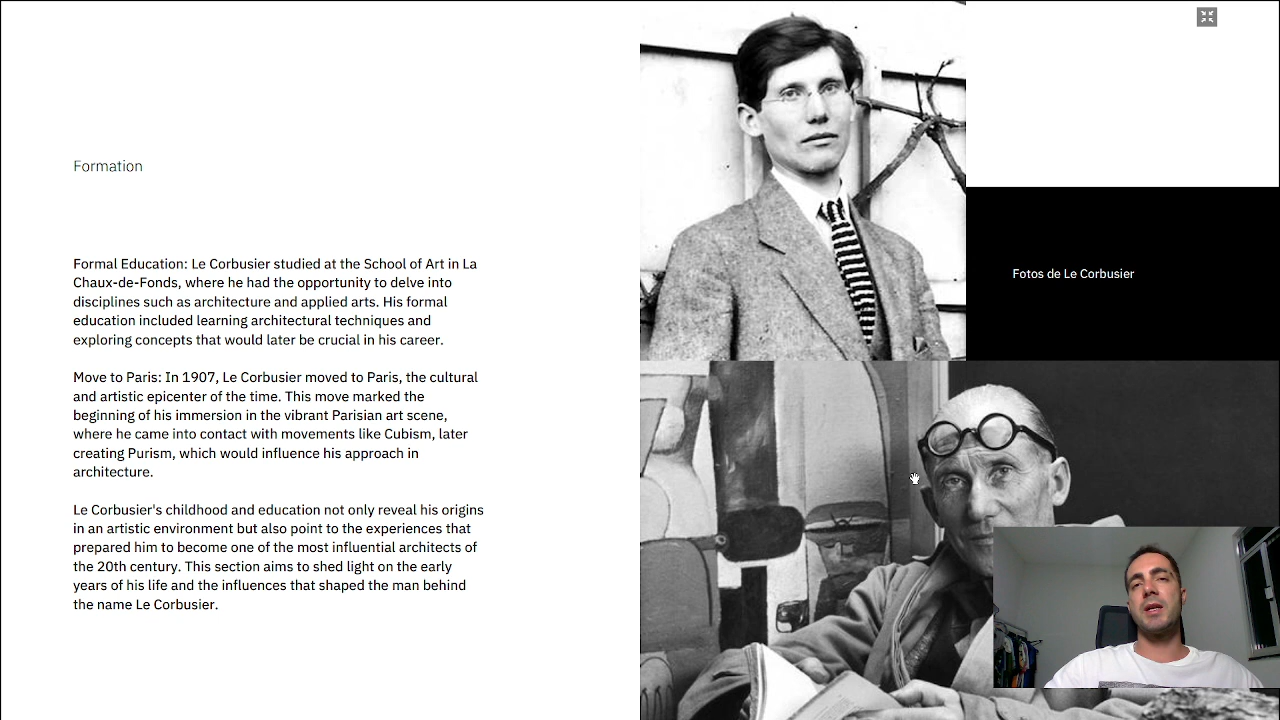 Formation
Formal Education: Le Corbusier studied at the School of Art in La
Chaux-de-Fonds, where he had the opportunity to delve into
disciplines such as architecture and applied arts. His formal
education included learning architectural techniques and
exploring concepts that would later be crucial in his career.
Move to Paris: In 1907, Le Corbusier moved to Paris, the cultural
and artistic epicenter of the time. This move marked the
beginning of his immersion in the vibrant Parisian art scene,
where he came into contact with movements like Cubism, later
creating Purism, which would influence his approach in
architecture.
Le Corbusier's childhood and education not only reveal his origins
in an artistic environment but also point to the experiences that
prepared him to become one of the most influential architects of
the 20th century. This section aims to shed light on the early
years of his life and the influences that shaped the man behind
the name Le Corbusier.
Fotos de Le Corbusier